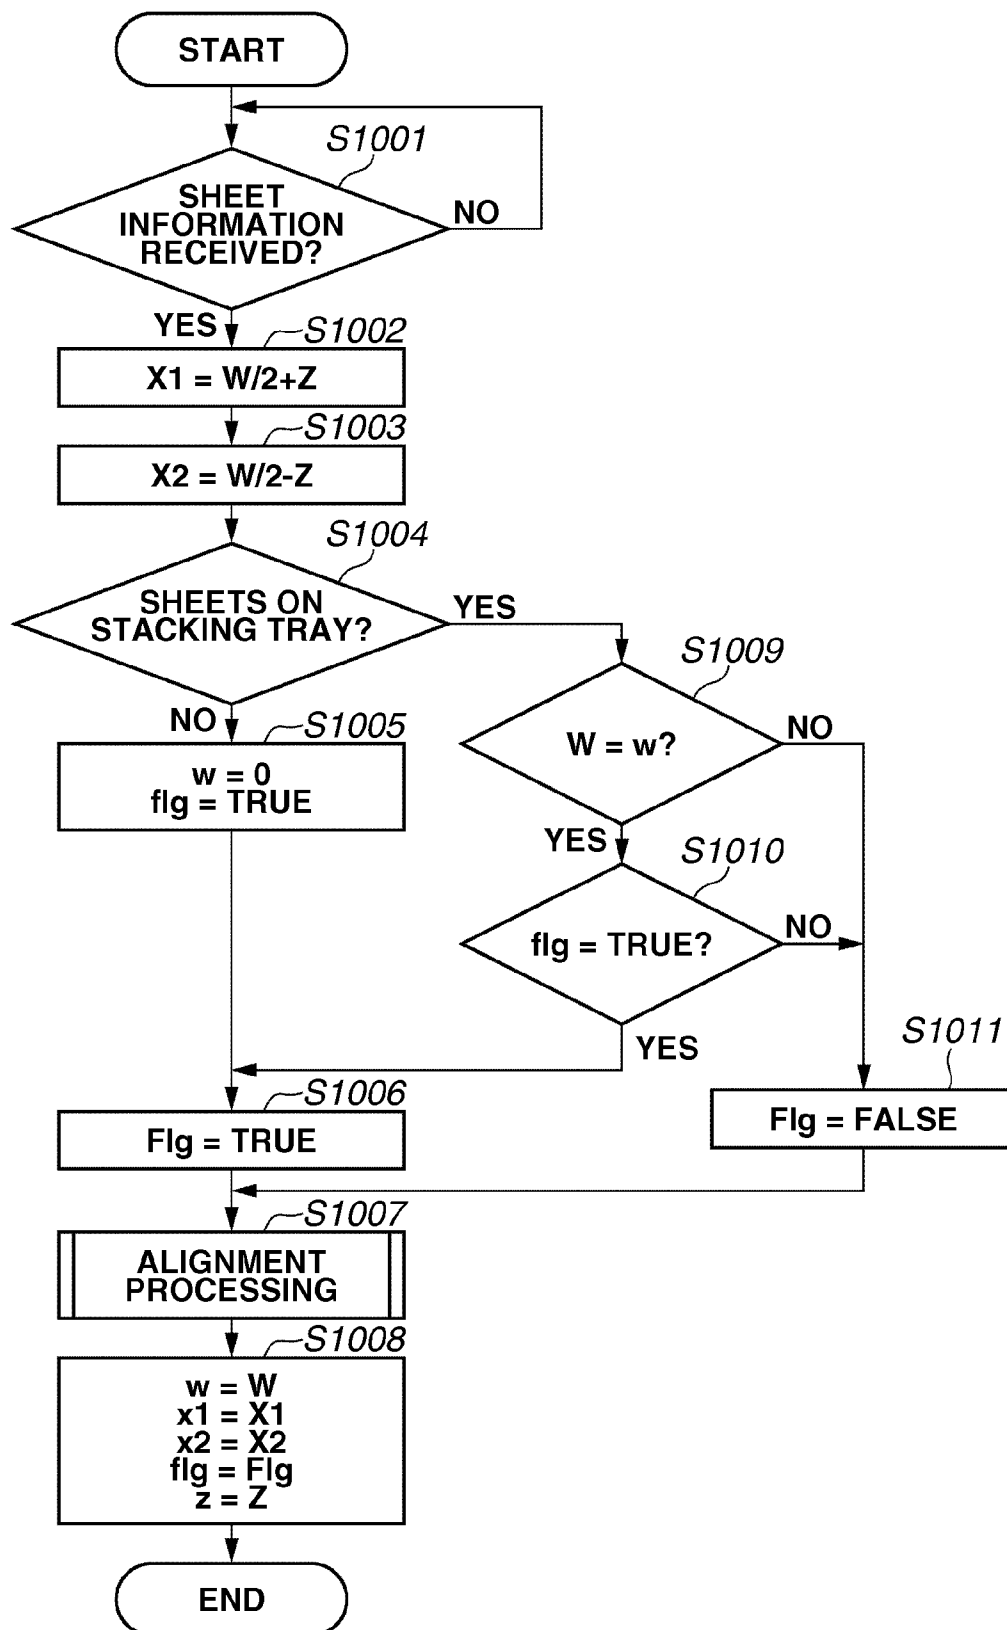 START
S1001
SHEET
INFORMATION
RECEIVED?
NO
YES
S1002
X1 = W/2+Z
S1003
X2 = W/2-Z
S1004
SHEETS ON
STACKING TRAY?
YES
NO
S1005
w = 0
flg = TRUE
S1009
W = w?
NO
YES
S1010
flg = TRUE?
NO
YES
S1011
Flg = FALSE
S1006
Flg = TRUE
S1007
ALIGNMENT
PROCESSING
S1008
w = W
x1 = X1
x2 = X2
flg = Flg
z = Z
END